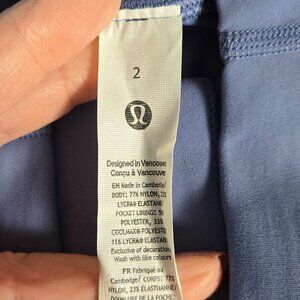 2
Designed in Vancouver
Conçu à Vancouver
EN Made in Cambodia/
BODY: 77% NYLON, 23%
LYCRA® ELASTANE
POCKET LINING: 56%
POLYESTER, 33%
COOLMAX® POLYESTER,
11% LYCRA® ELASTANE.
Exclusive of decoration.
Wash with like colours.
FR Fabriqué au
Cambodge/ CORPS: 77%
NYLON, 23% ÉLASTHANNE/
DOUBLURE DE LA POCHE: